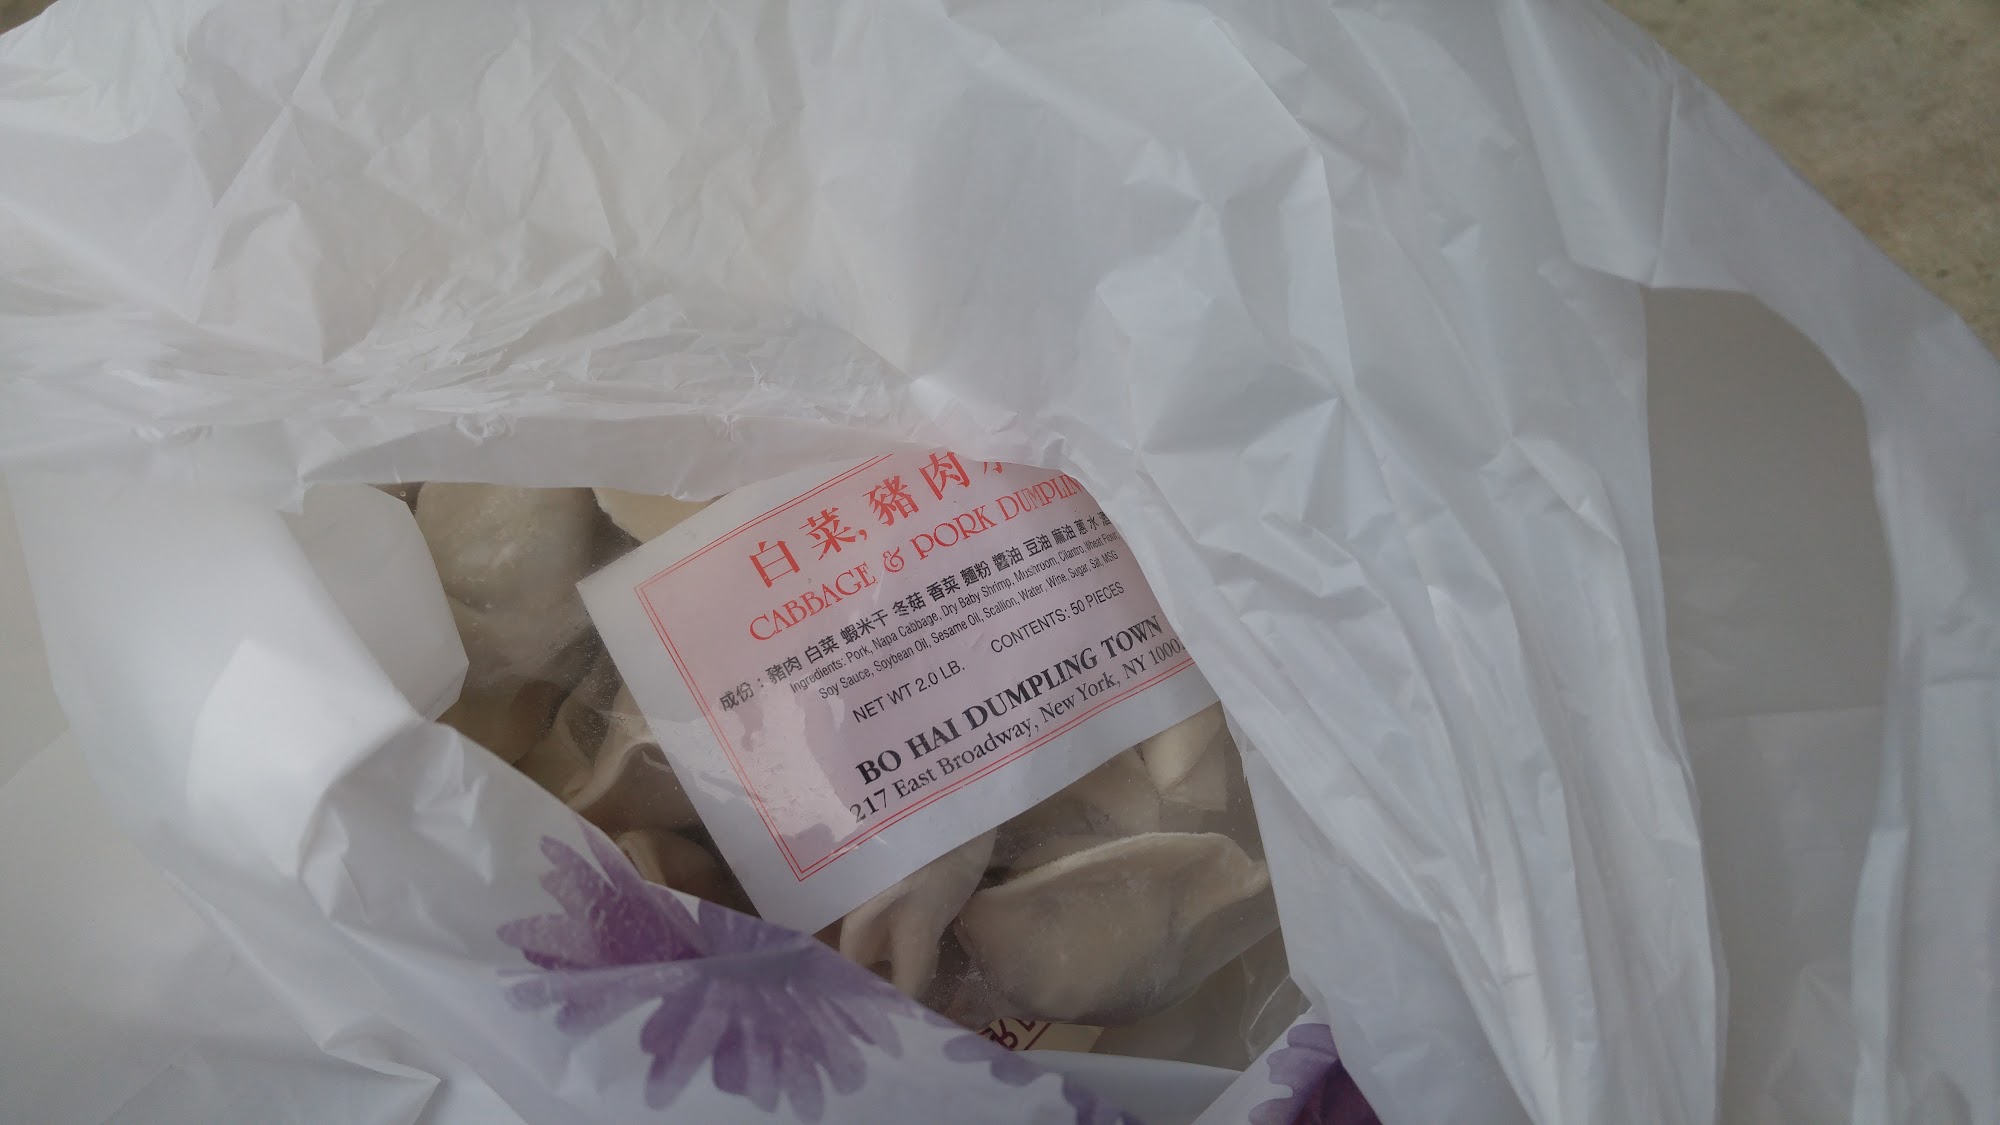 白菜, 豬肉
CABBAGE & PORK DUMPLIN
成份：豬肉 白菜 蝦米干 冬菇 香菜 麵粉 醬油 豆油 麻油 蔥 水 酒
Ingredients: Pork, Napa Cabbage, Dry Baby Shrimp, Mushroom, Cilantro, Wheat Flour,
Soy Sauce, Soybean Oil, Sesame Oil, Scallion, Water, Wine, Sugar, Salt, MSG
NET WT 2.0 LB. CONTENTS: 50 PIECES
BO HAI DUMPLING TOWN
217 East Broadway, New York, NY 1000